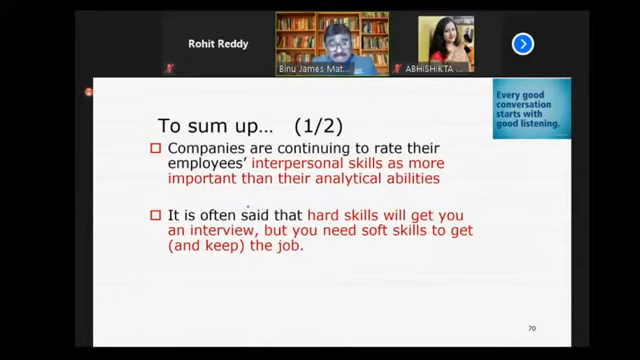 Rohit Reddy
Binu James Mat...
ABHISHIKTA ...
Every good
conversation
starts with
good listening.
To sum up... (1/2)
Companies are continuing to rate their
employees' interpersonal skills as more
important than their analytical abilities
It is often said that hard skills will get you
an interview, but you need soft skills to get
(and keep) the job.
70